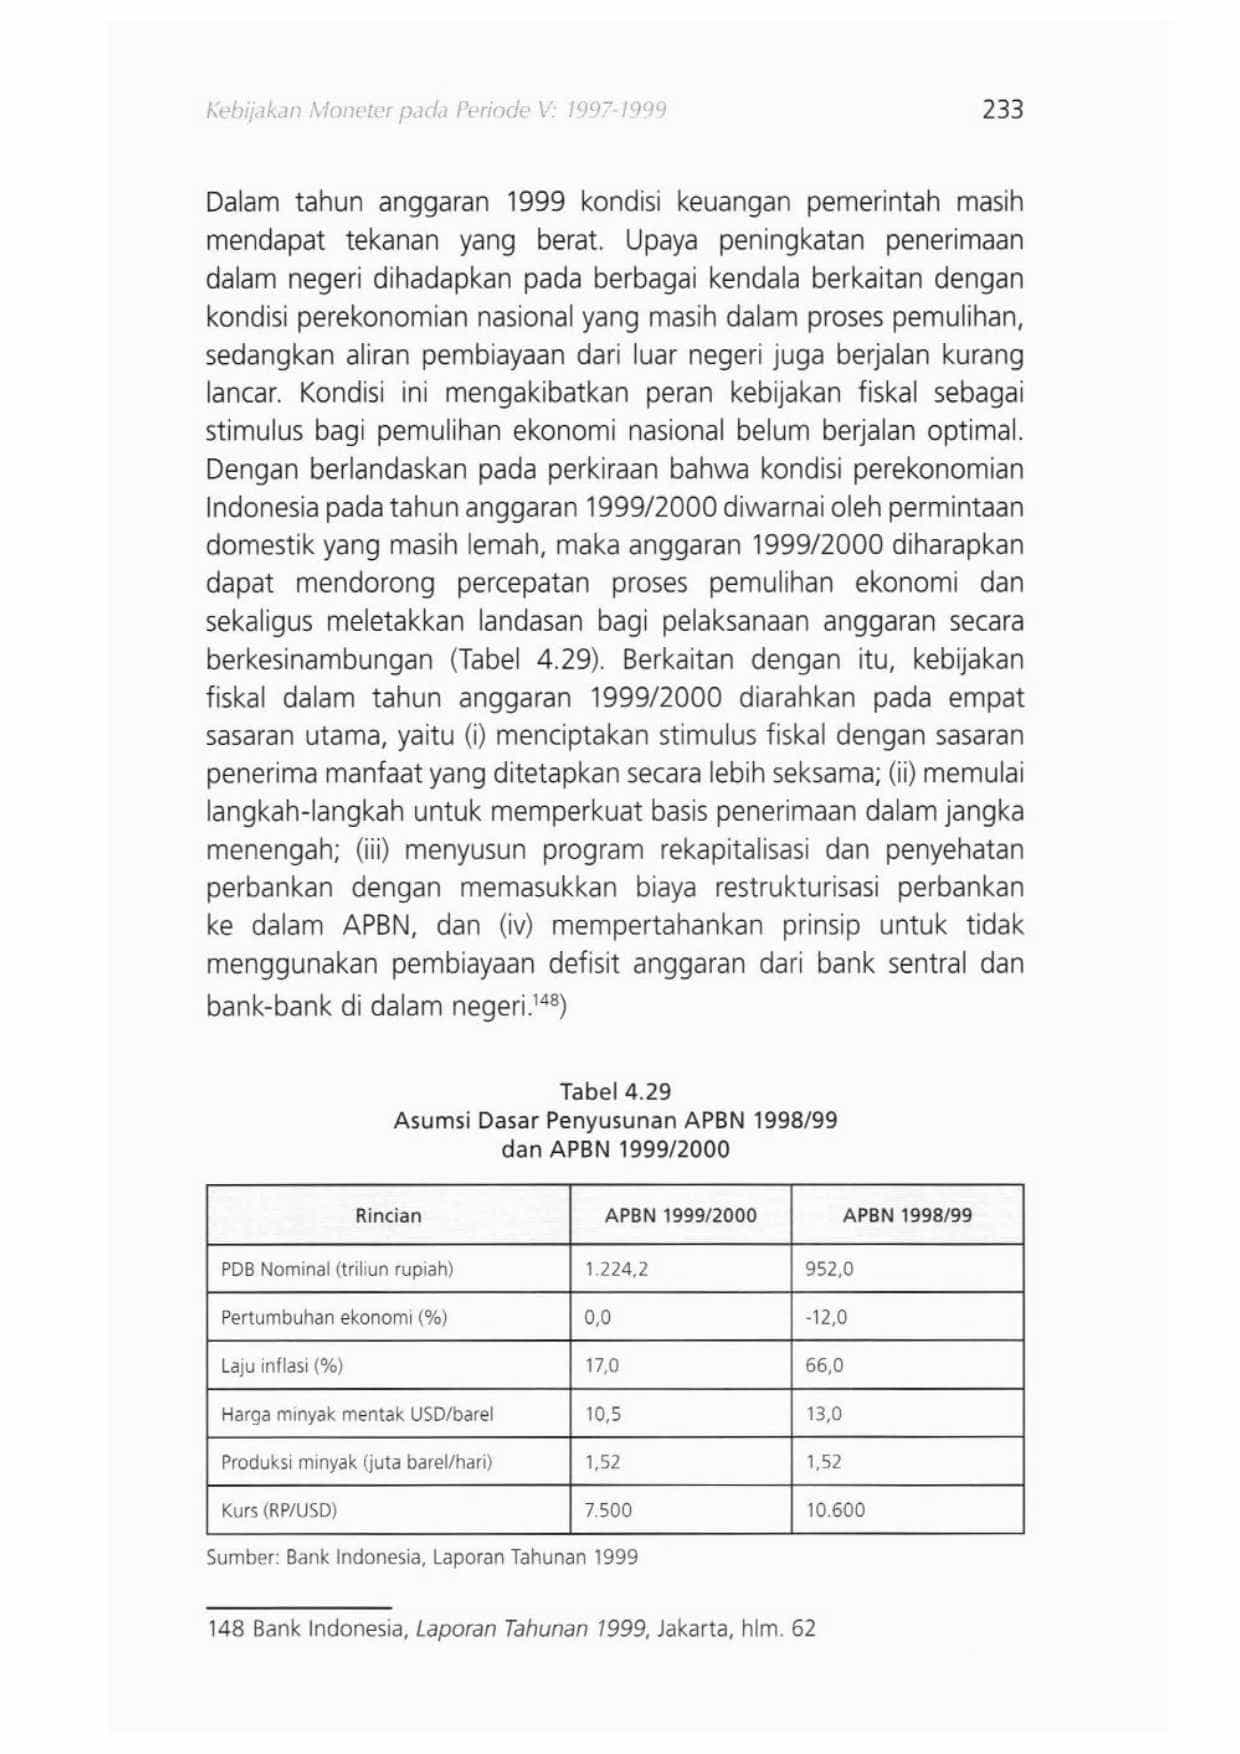 Kebijakan Moneter pada Periode V: 1997-1999 233
Dalam tahun anggaran 1999 kondisi keuangan pemerintah masih
mendapat tekanan yang berat. Upaya peningkatan penerimaan
dalam negeri dihadapkan pada berbagai kendala berkaitan dengan
kondisi perekonomian nasional yang masih dalam proses pemulihan,
sedangkan aliran pembiayaan dari luar negeri juga berjalan kurang
lancar. Kondisi ini mengakibatkan peran kebijakan fiskal sebagai
stimulus bagi pemulihan ekonomi nasional belum berjalan optimal.
Dengan berlandaskan pada perkiraan bahwa kondisi perekonomian
Indonesia pada tahun anggaran 1999/2000 diwarnai oleh permintaan
domestik yang masih lemah, maka anggaran 1999/2000 diharapkan
dapat mendorong percepatan proses pemulihan ekonomi dan
sekaligus meletakkan landasan bagi pelaksanaan anggaran secara
berkesinambungan (Tabel 4.29). Berkaitan dengan itu, kebijakan
fiskal dalam tahun anggaran 1999/2000 diarahkan pada empat
sasaran utama, yaitu (i) menciptakan stimulus fiskal dengan sasaran
penerima manfaat yang ditetapkan secara lebih seksama; (ii) memulai
langkah-langkah untuk memperkuat basis penerimaan dalam jangka
menengah; (iii) menyusun program rekapitalisasi dan penyehatan
perbankan dengan memasukkan biaya restrukturisasi perbankan
ke dalam APBN, dan (iv) mempertahankan prinsip untuk tidak
menggunakan pembiayaan defisit anggaran dari bank sentral dan
bank-bank di dalam negeri.148)
Tabel 4.29
Asumsi Dasar Penyusunan APBN 1998/99
dan APBN 1999/2000
Rincian APBN 1999/2000 APBN 1998/99
PDB Nominal (triliun rupiah) 1.224,2 952,0
Pertumbuhan ekonomi (%) 0,0 -12,0
Laju inflasi (%) 17,0 66,0
Harga minyak mentak USD/barel 10,5 13,0
Produksi minyak (juta barel/hari) 1,52 1,52
Kurs (RP/USD) 7.500 10.600
Sumber: Bank Indonesia, Laporan Tahunan 1999
148 Bank Indonesia, Laporan Tahunan 1999, Jakarta, hlm. 62